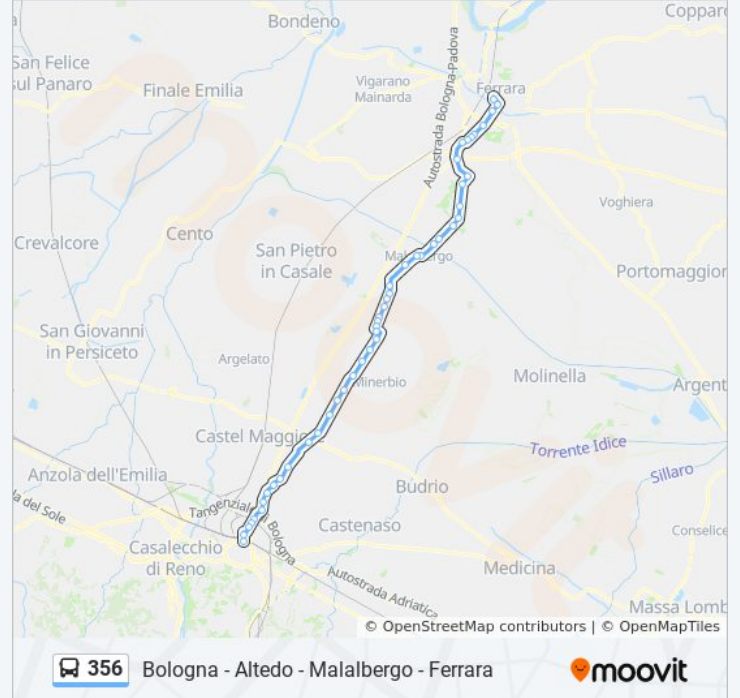 Bondeno
Coppar
San Felice
sul Panaro
Finale Emilia
Vigarano
Mainarda
Ferrara
Autostrada Bologna-Padova
Voghiera
Crevalcore
Cento
San Pietro
in Casale
Portomaggior
San Giovanni
in Persiceto
Argelato
Minerbio
Molinella
Argent
Castel Maggio
Torrente Idice
Anzola dell'Emilia
Sillaro
Budrio
la del Sole
Tangenziale di Bologna
Castenaso
Conselice
Casalecchio
di Reno
Medicina
Autostrada Adriatica
Massa Lomb
© OpenStreetMap contributors | © OpenMapTiles
356 Bologna - Altedo - Malalbergo - Ferrara
moovit